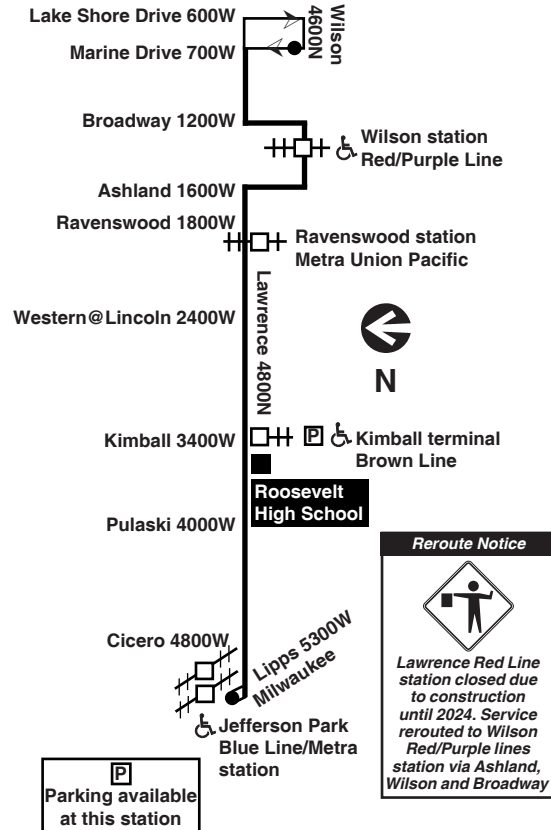 Lake Shore Drive 600W
Wilson
4600N
Marine Drive 700W
Broadway 1200W
Wilson station
Red/Purple Line
Ashland 1600W
Ravenswood 1800W
Ravenswood station
Metra Union Pacific
Lawrence 4800N
Western@Lincoln 2400W
N
Kimball 3400W
P
Kimball terminal
Brown Line
Roosevelt
High School
Pulaski 4000W
Reroute Notice
Lawrence Red Line
station closed due
to construction
until 2024. Service
rerouted to Wilson
Red/Purple lines
station via Ashland,
Wilson and Broadway
Cicero 4800W
Lipps 5300W
Milwaukee
Jefferson Park
Blue Line/Metra
station
P
Parking available
at this station